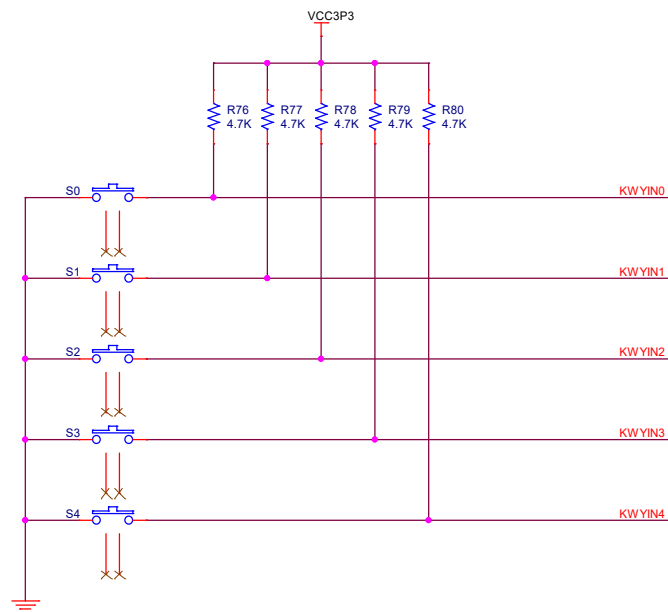 VCC3P3
R76
4.7K
R77
4.7K
R78
4.7K
R79
4.7K
R80
4.7K
S0
KWYIN0
S1
KWYIN1
S2
KWYIN2
S3
KWYIN3
S4
KWYIN4